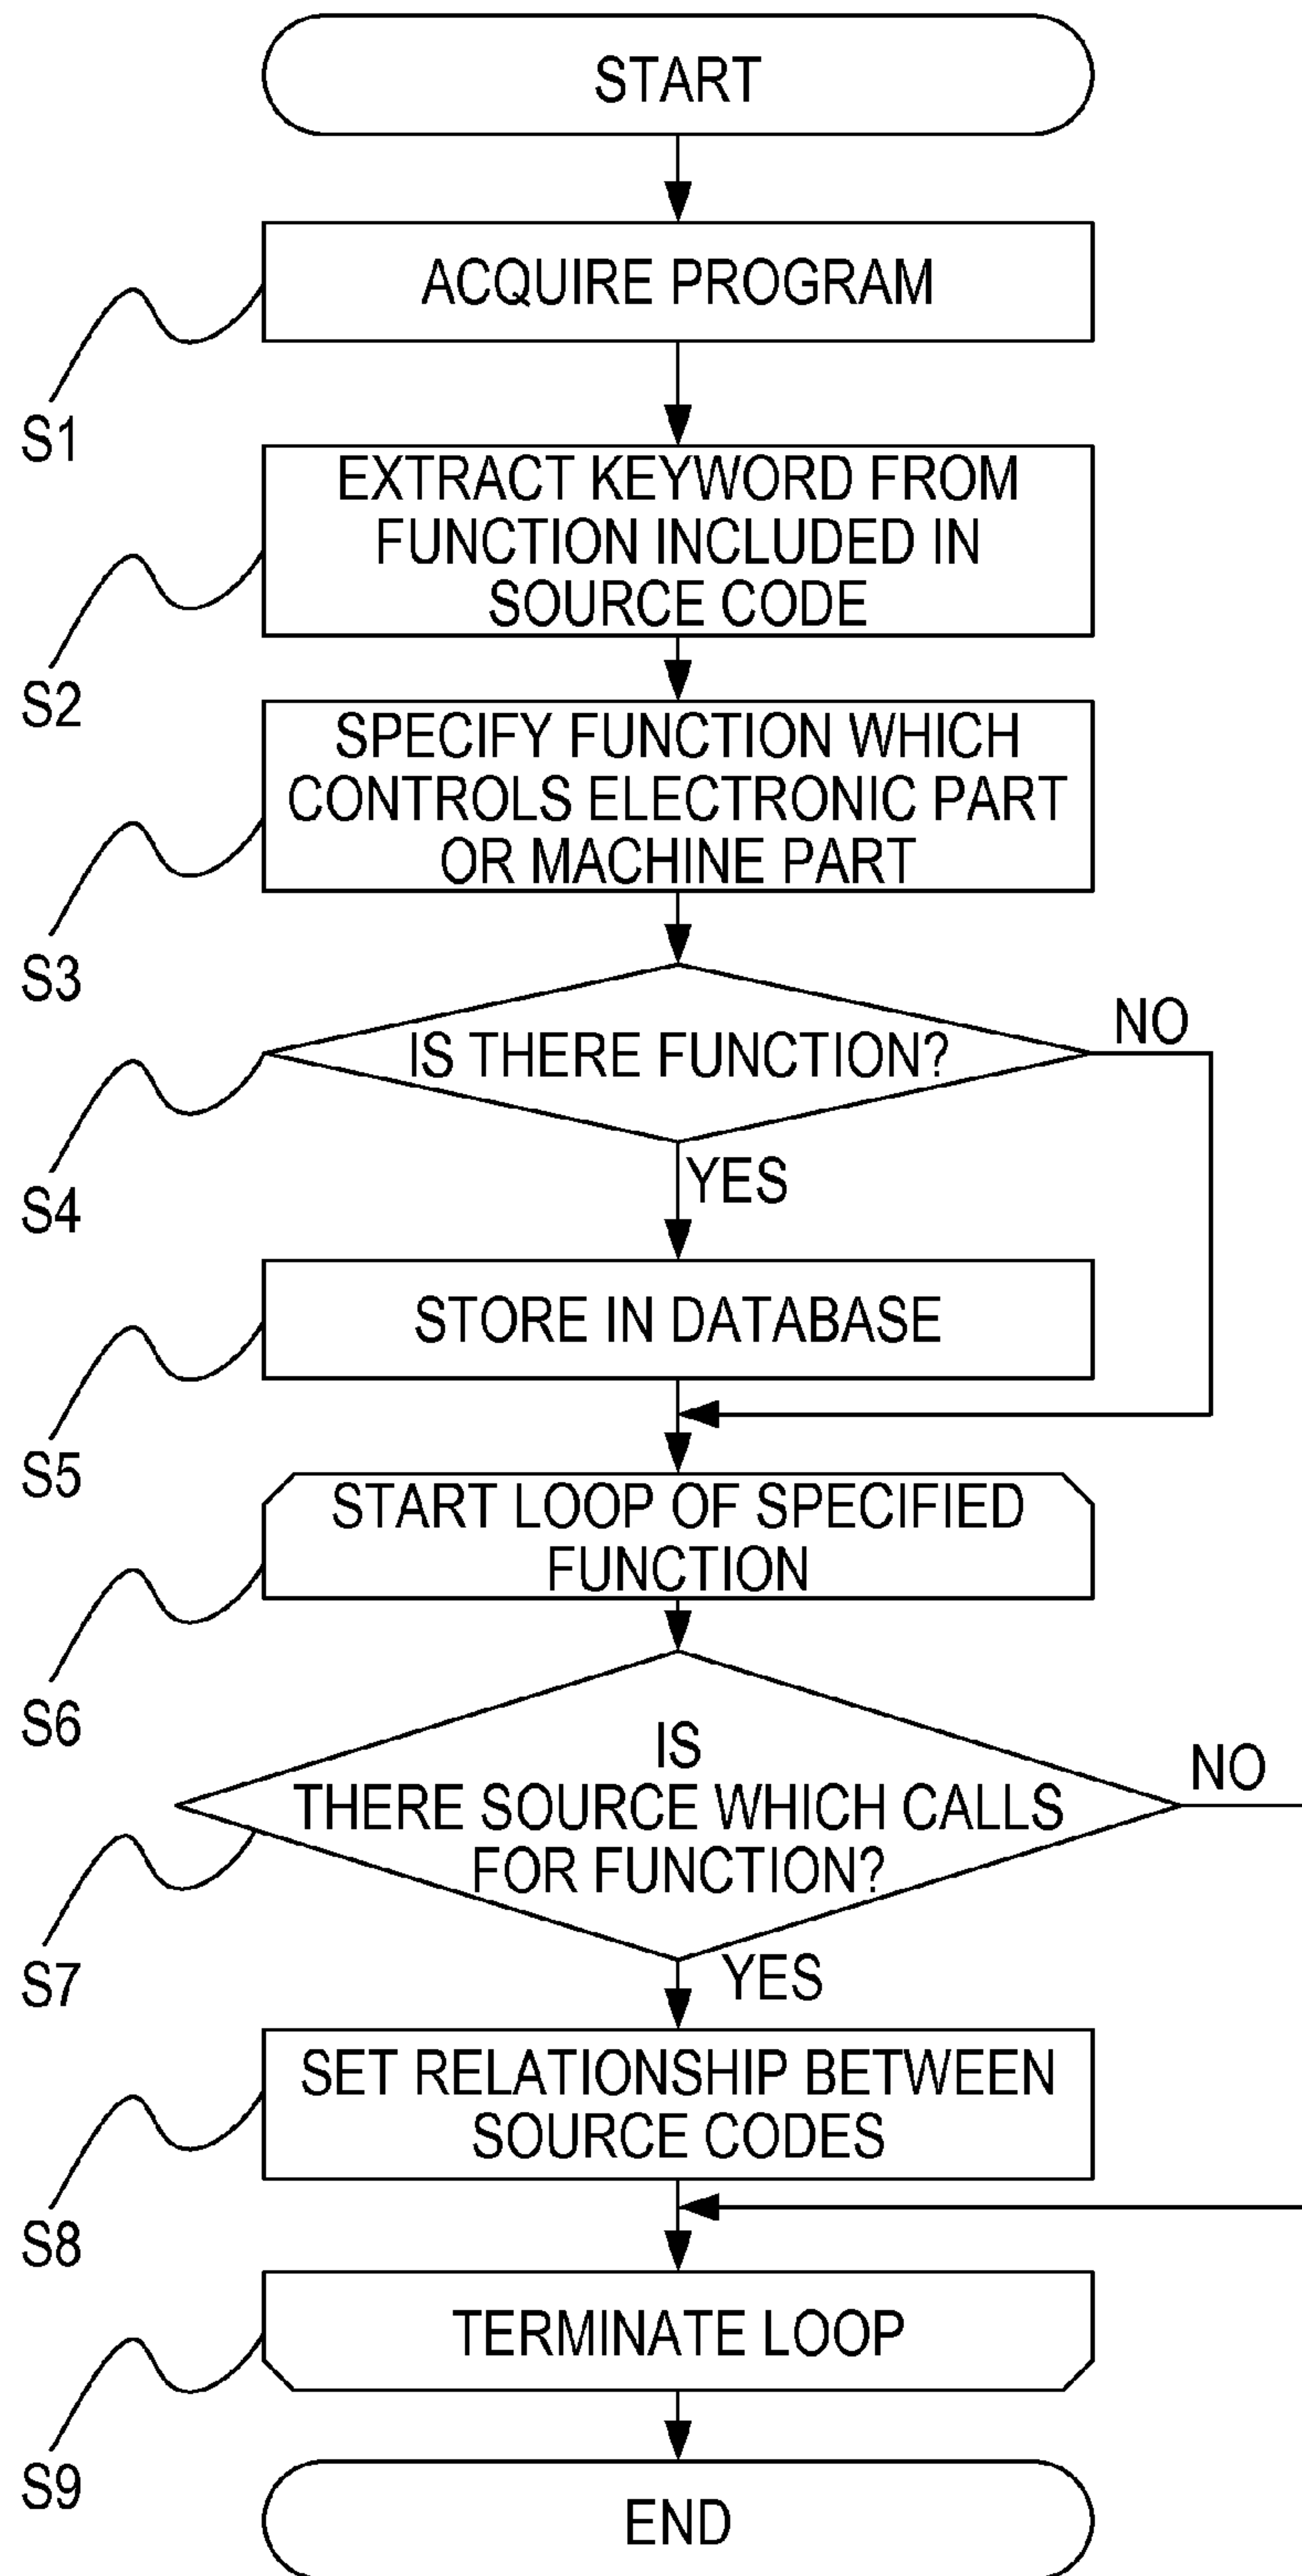 START
ACQUIRE PROGRAM
S1
EXTRACT KEYWORD FROM
FUNCTION INCLUDED IN
SOURCE CODE
S2
SPECIFY FUNCTION WHICH
CONTROLS ELECTRONIC PART
OR MACHINE PART
S3
IS THERE FUNCTION?
NO
S4
YES
STORE IN DATABASE
S5
START LOOP OF SPECIFIED
FUNCTION
S6
IS
THERE SOURCE WHICH CALLS
FOR FUNCTION?
NO
S7
YES
SET RELATIONSHIP BETWEEN
SOURCE CODES
S8
TERMINATE LOOP
S9
END